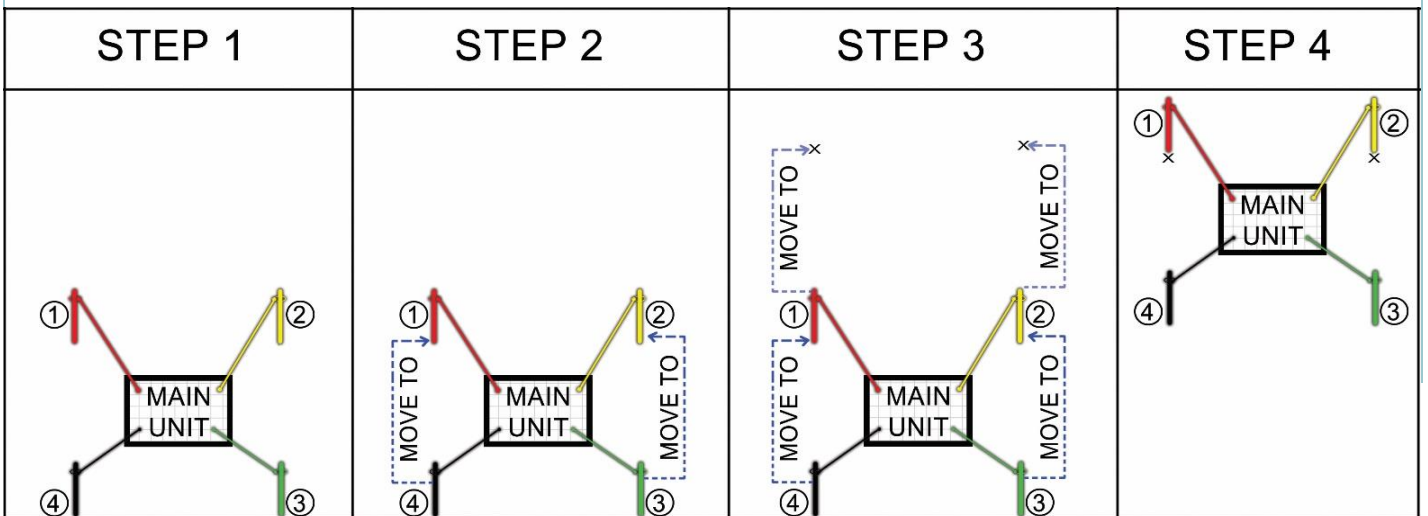 STEP 1
STEP 2
STEP 3
STEP 4
①
②
MAIN
UNIT
④
③
①
②
MOVE TO
MOVE TO
MAIN
UNIT
④
③
×
×
MOVE TO
MOVE TO
①
②
MOVE TO
MOVE TO
MAIN
UNIT
④
③
①
②
×
×
MAIN
UNIT
④
③